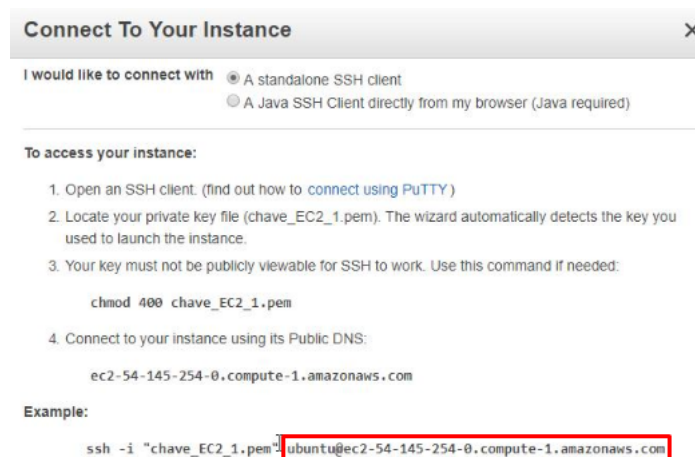 Connect To Your Instance
I would like to connect with A standalone SSH client
A Java SSH Client directly from my browser (Java required)
To access your instance:
1. Open an SSH client. (find out how to connect using PuTTY)
2. Locate your private key file (chave_EC2_1.pem). The wizard automatically detects the key you
used to launch the instance.
3. Your key must not be publicly viewable for SSH to work. Use this command if needed:
chmod 400 chave_EC2_1.pem
4. Connect to your instance using its Public DNS:
ec2-54-145-254-0.compute-1.amazonaws.com
Example:
ssh -i "chave_EC2_1.pem" ubuntu@ec2-54-145-254-0.compute-1.amazonaws.com